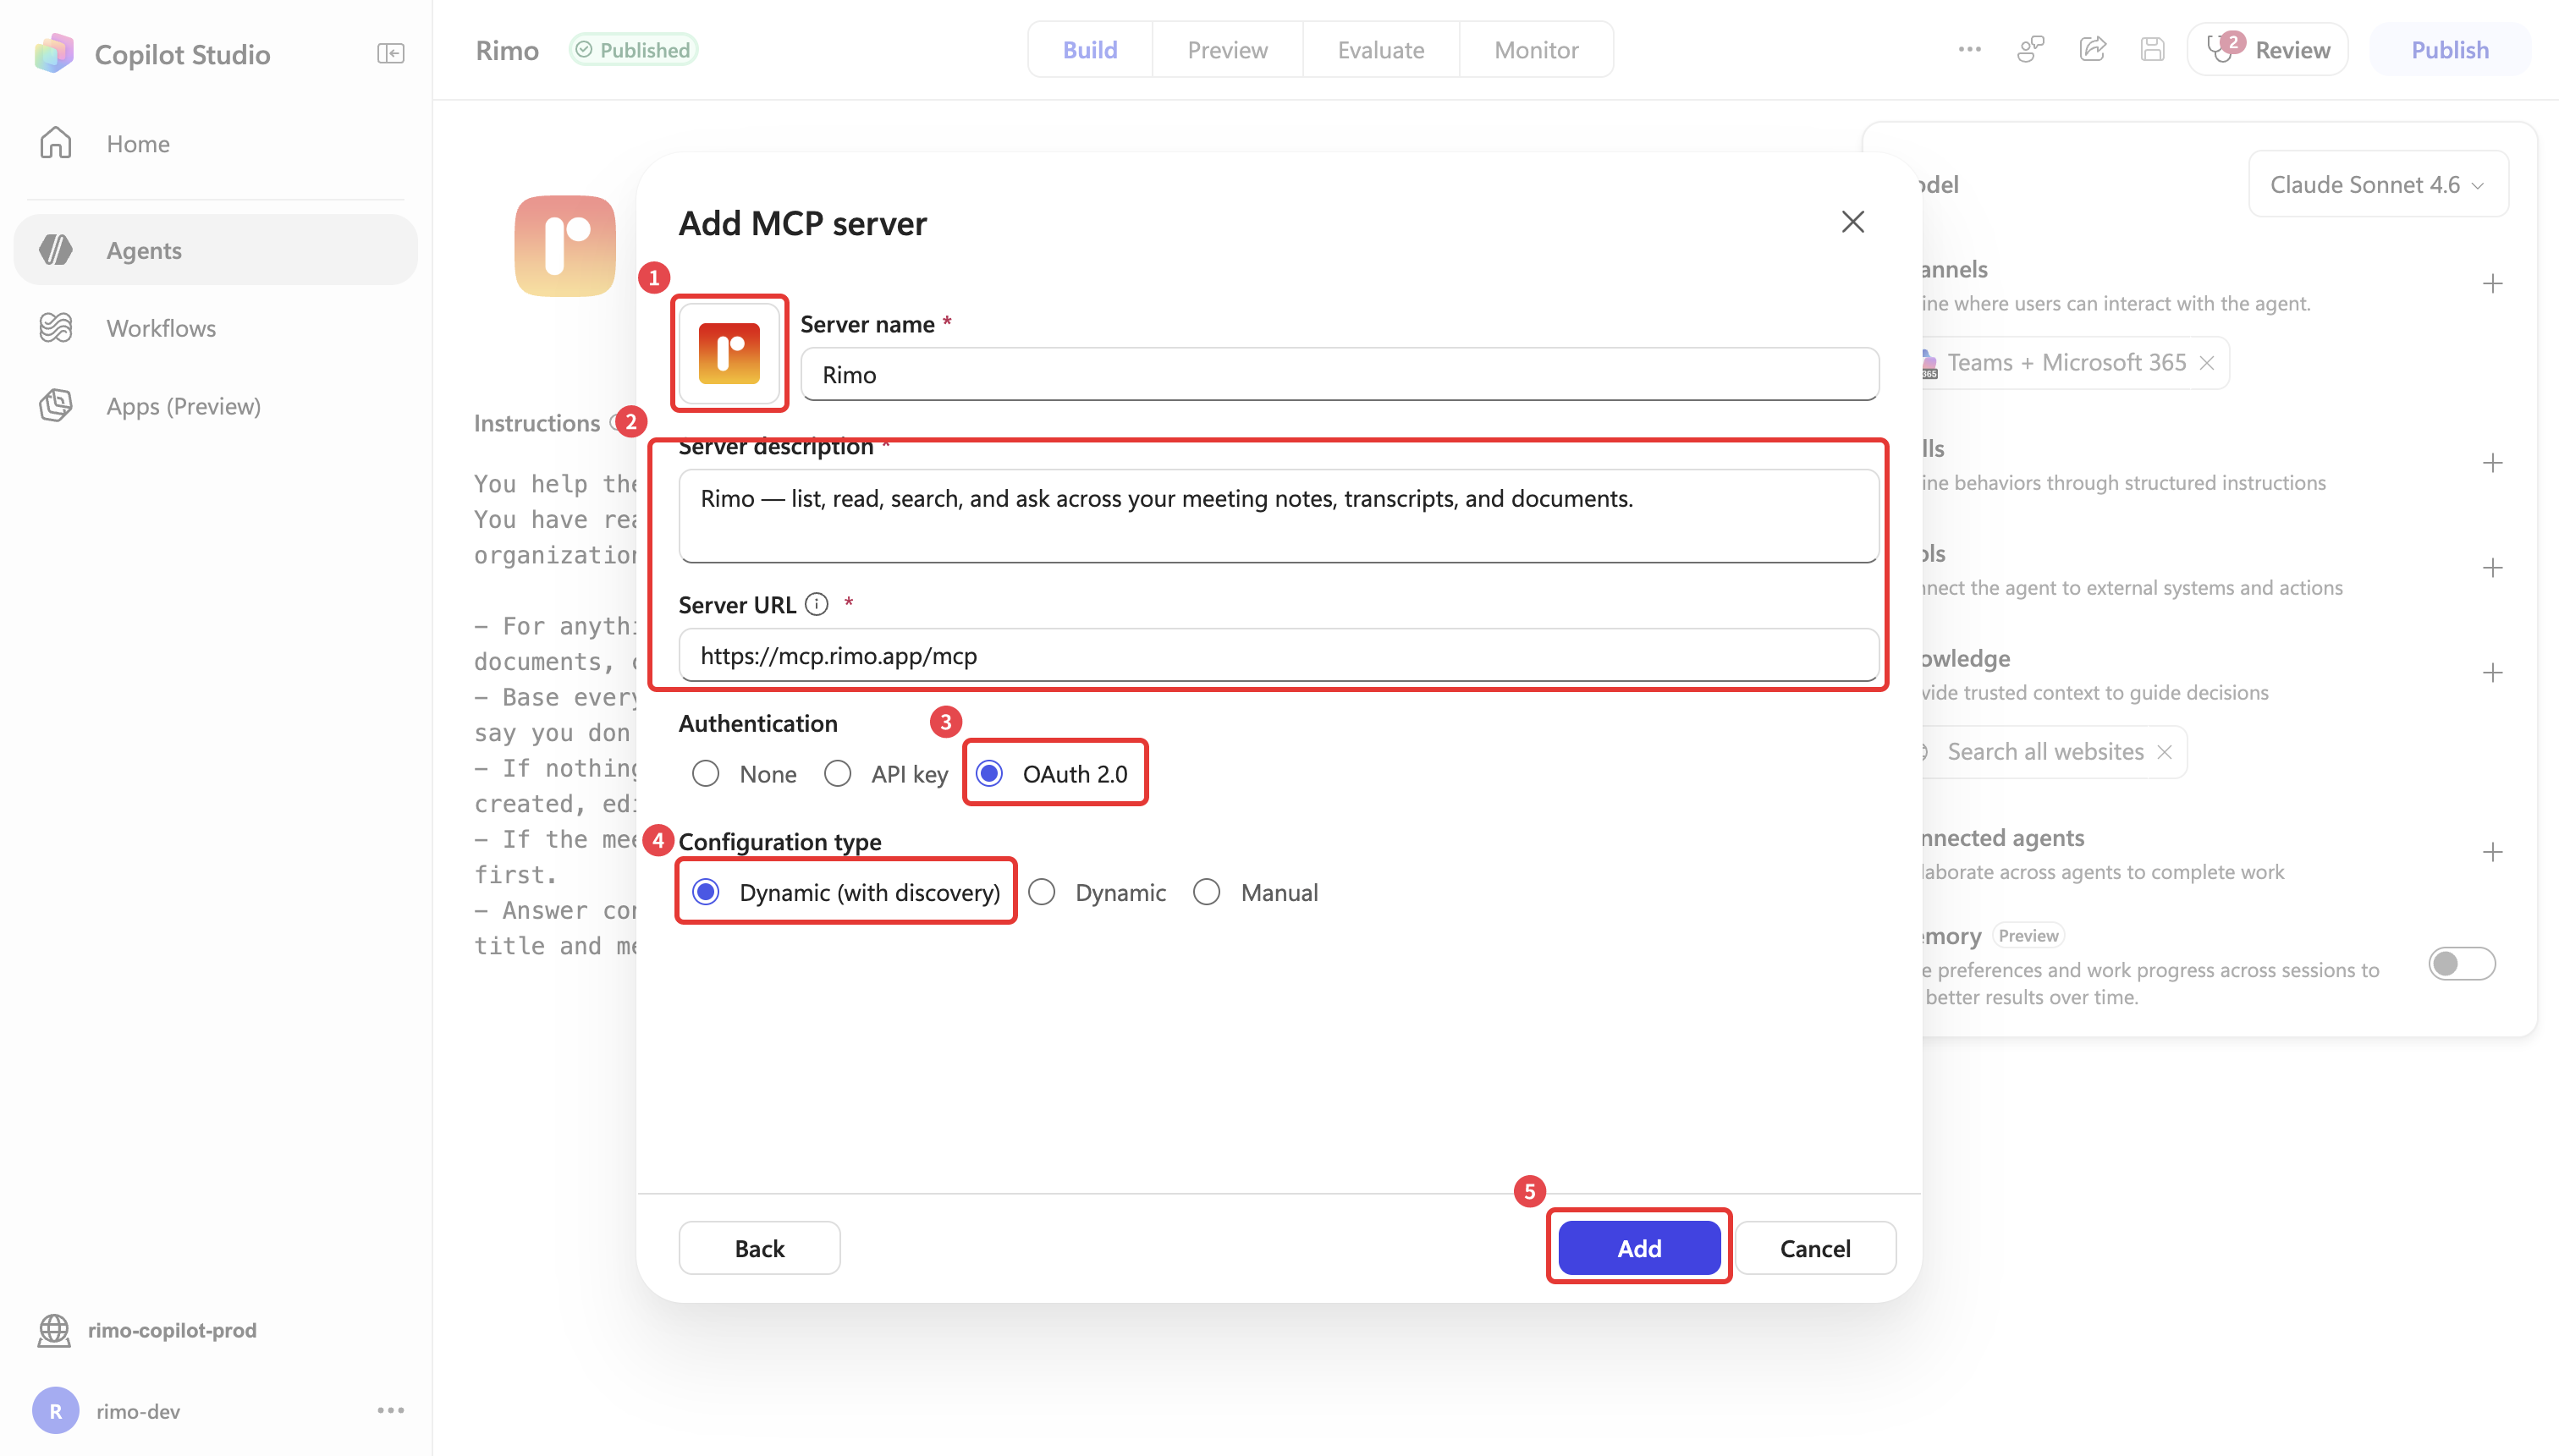 Copilot Studio
Home
Agents
Workflows
Apps (Preview)
rimo-copilot-prod
R
rimo-dev
Rimo
Published
Build
Preview
Evaluate
Monitor
2
Review
Publish
Instructions
You help the
You have rea
organization
– For anythi
documents,
– Base every
say you don
– If nothing
created, edi
– If the mee
first.
– Answer con
title and me
Add MCP server
1
Server name *
Rimo
2
Server description *
Rimo — list, read, search, and ask across your meeting notes, transcripts, and documents.
Server URL *
https://mcp.rimo.app/mcp
Authentication
3
None
API key
OAuth 2.0
4
Configuration type
Dynamic (with discovery)
Dynamic
Manual
5
Back
Add
Cancel
odel
Claude Sonnet 4.6
annels
ine where users can interact with the agent.
365
Teams + Microsoft 365
lls
ine behaviors through structured instructions
ols
nnect the agent to external systems and actions
owledge
vide trusted context to guide decisions
Search all websites
nnected agents
laborate across agents to complete work
emory
Preview
e preferences and work progress across sessions to
better results over time.